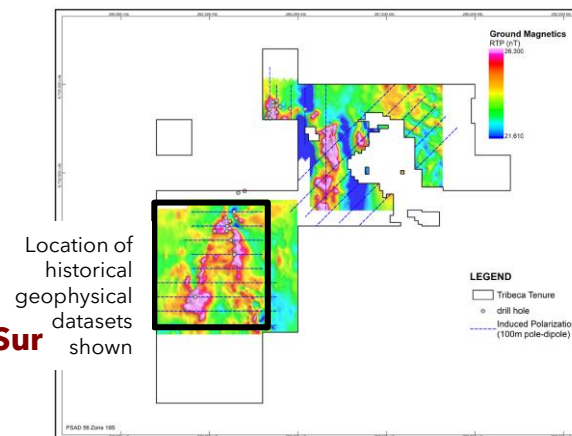 Ground Magnetics
RTP (nT)
26,300
21,610
Location of
historical
geophysical
datasets
shown
Sur
LEGEND
Tribeca Tenure
drill hole
Induced Polarization
(100m pole-dipole)
PSAD 56 Zone 19S